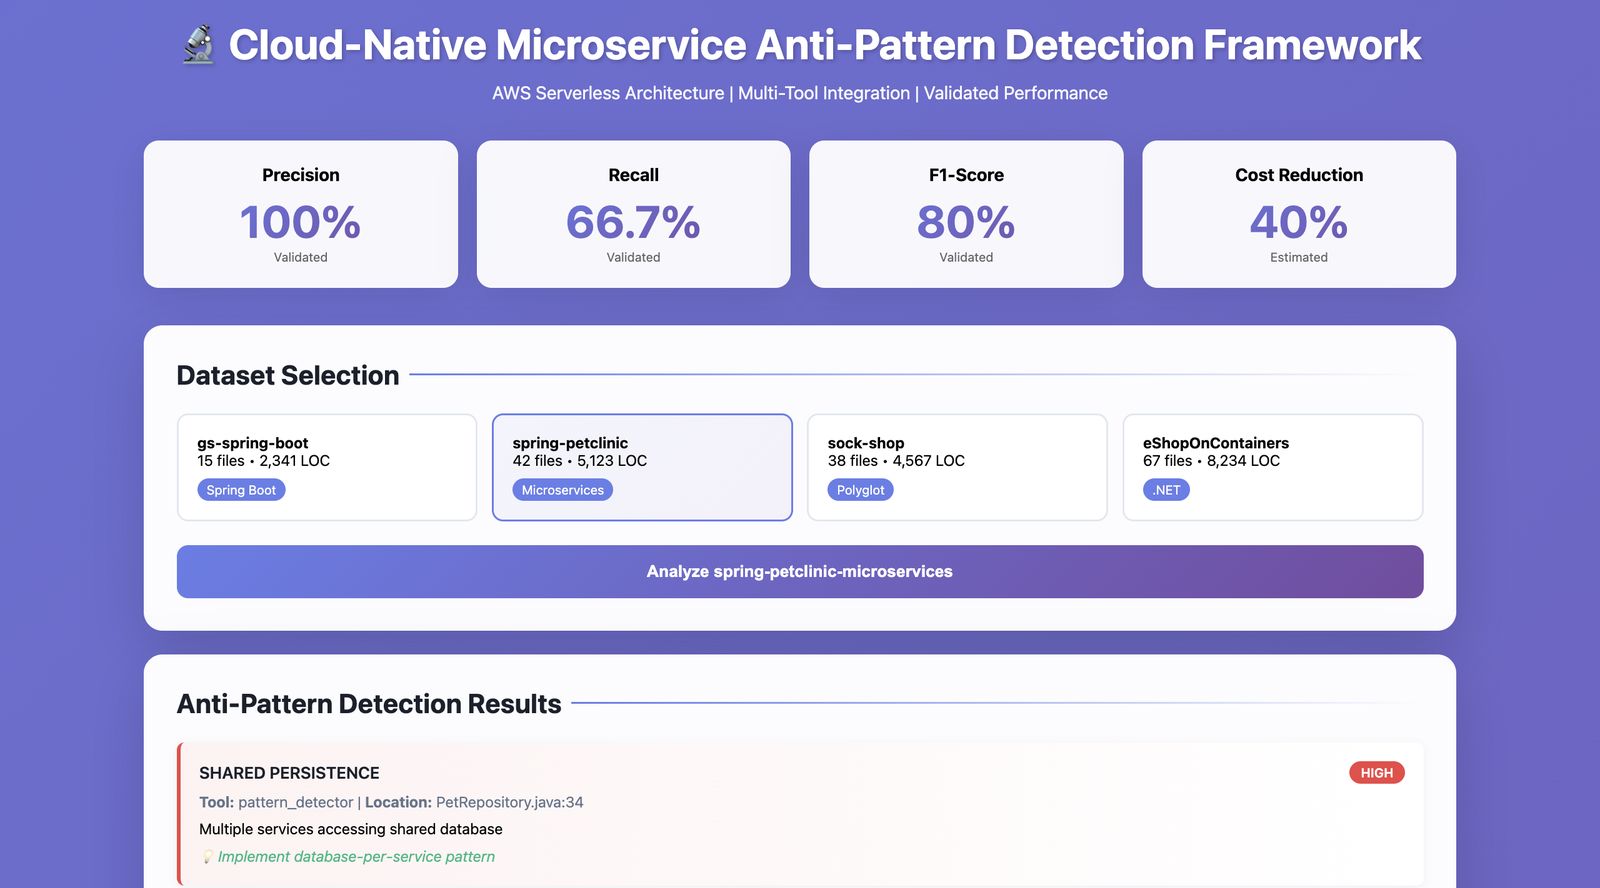 🔬 Cloud-Native Microservice Anti-Pattern Detection Framework
AWS Serverless Architecture | Multi-Tool Integration | Validated Performance
Precision
100%
Validated
Recall
66.7%
Validated
F1-Score
80%
Validated
Cost Reduction
40%
Estimated
Dataset Selection
gs-spring-boot
15 files • 2,341 LOC
Spring Boot
spring-petclinic
42 files • 5,123 LOC
Microservices
sock-shop
38 files • 4,567 LOC
Polyglot
eShopOnContainers
67 files • 8,234 LOC
.NET
Analyze spring-petclinic-microservices
Anti-Pattern Detection Results
SHARED PERSISTENCE
HIGH
Tool: pattern_detector | Location: PetRepository.java:34
Multiple services accessing shared database
💡 Implement database-per-service pattern